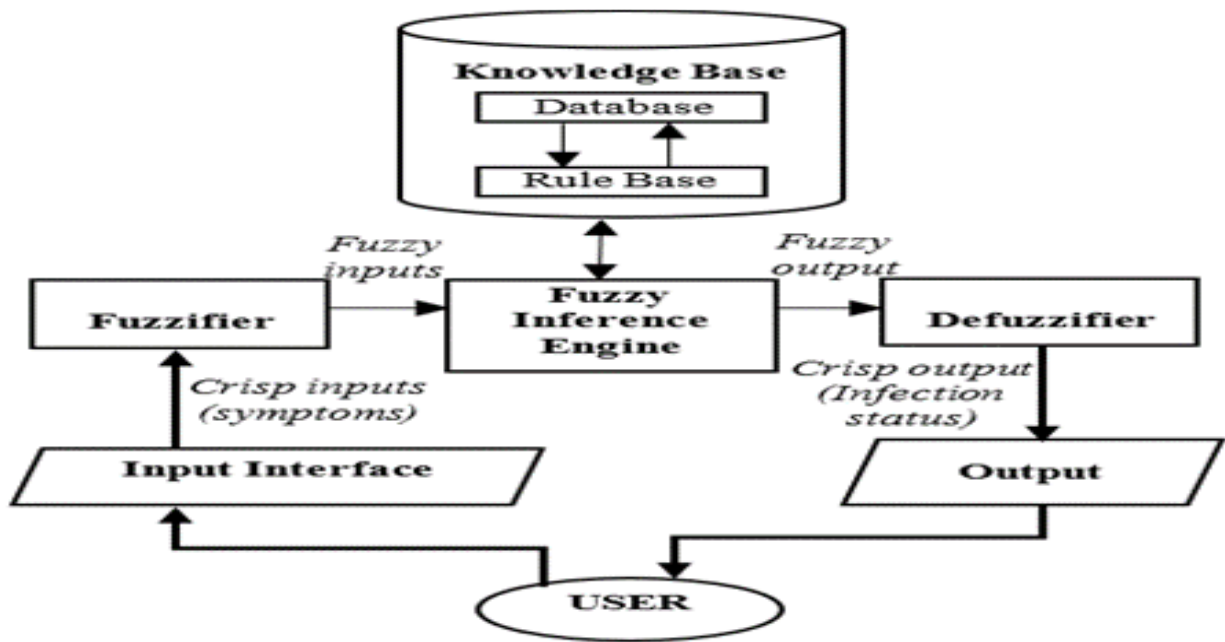 Knowledge Base
Database
Rule Base
Fuzzy
inputs
Fuzzy
output
Fuzzifier
Fuzzy
Inference
Engine
Defuzzifier
Crisp inputs
(symptoms)
Crisp output
(Infection
status)
Input Interface
Output
USER